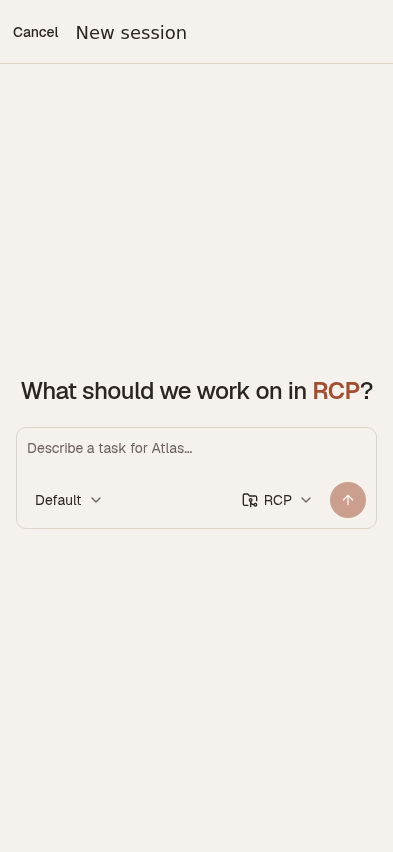 Cancel New session
What should we work on in RCP?
Describe a task for Atlas...
Default RCP